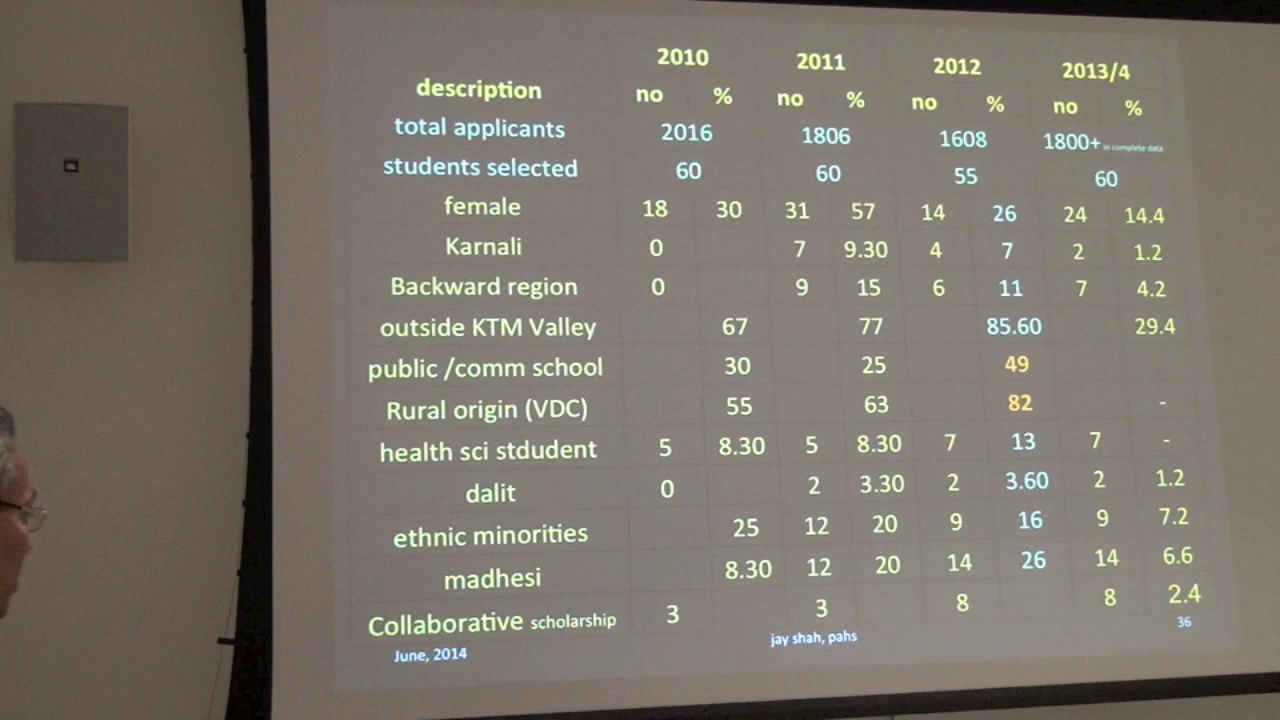 2010 2011 2012 2013/4
description no % no % no % no %
total applicants 2016 1806 1608 1800+ in complete data
students selected 60 60 55 60
female 18 30 31 57 14 26 24 14.4
Karnali 0 7 9.30 4 7 2 1.2
Backward region 0 9 15 6 11 7 4.2
outside KTM Valley 67 77 85.60 29.4
public /comm school 30 25 49
Rural origin (VDC) 55 63 82 -
health sci stdudent 5 8.30 5 8.30 7 13 7 -
dalit 0 2 3.30 2 3.60 2 1.2
ethnic minorities 25 12 20 9 16 9 7.2
madhesi 8.30 12 20 14 26 14 6.6
Collaborative scholarship 3 3 8 8 2.4
June, 2014 jay shah, pahs 36